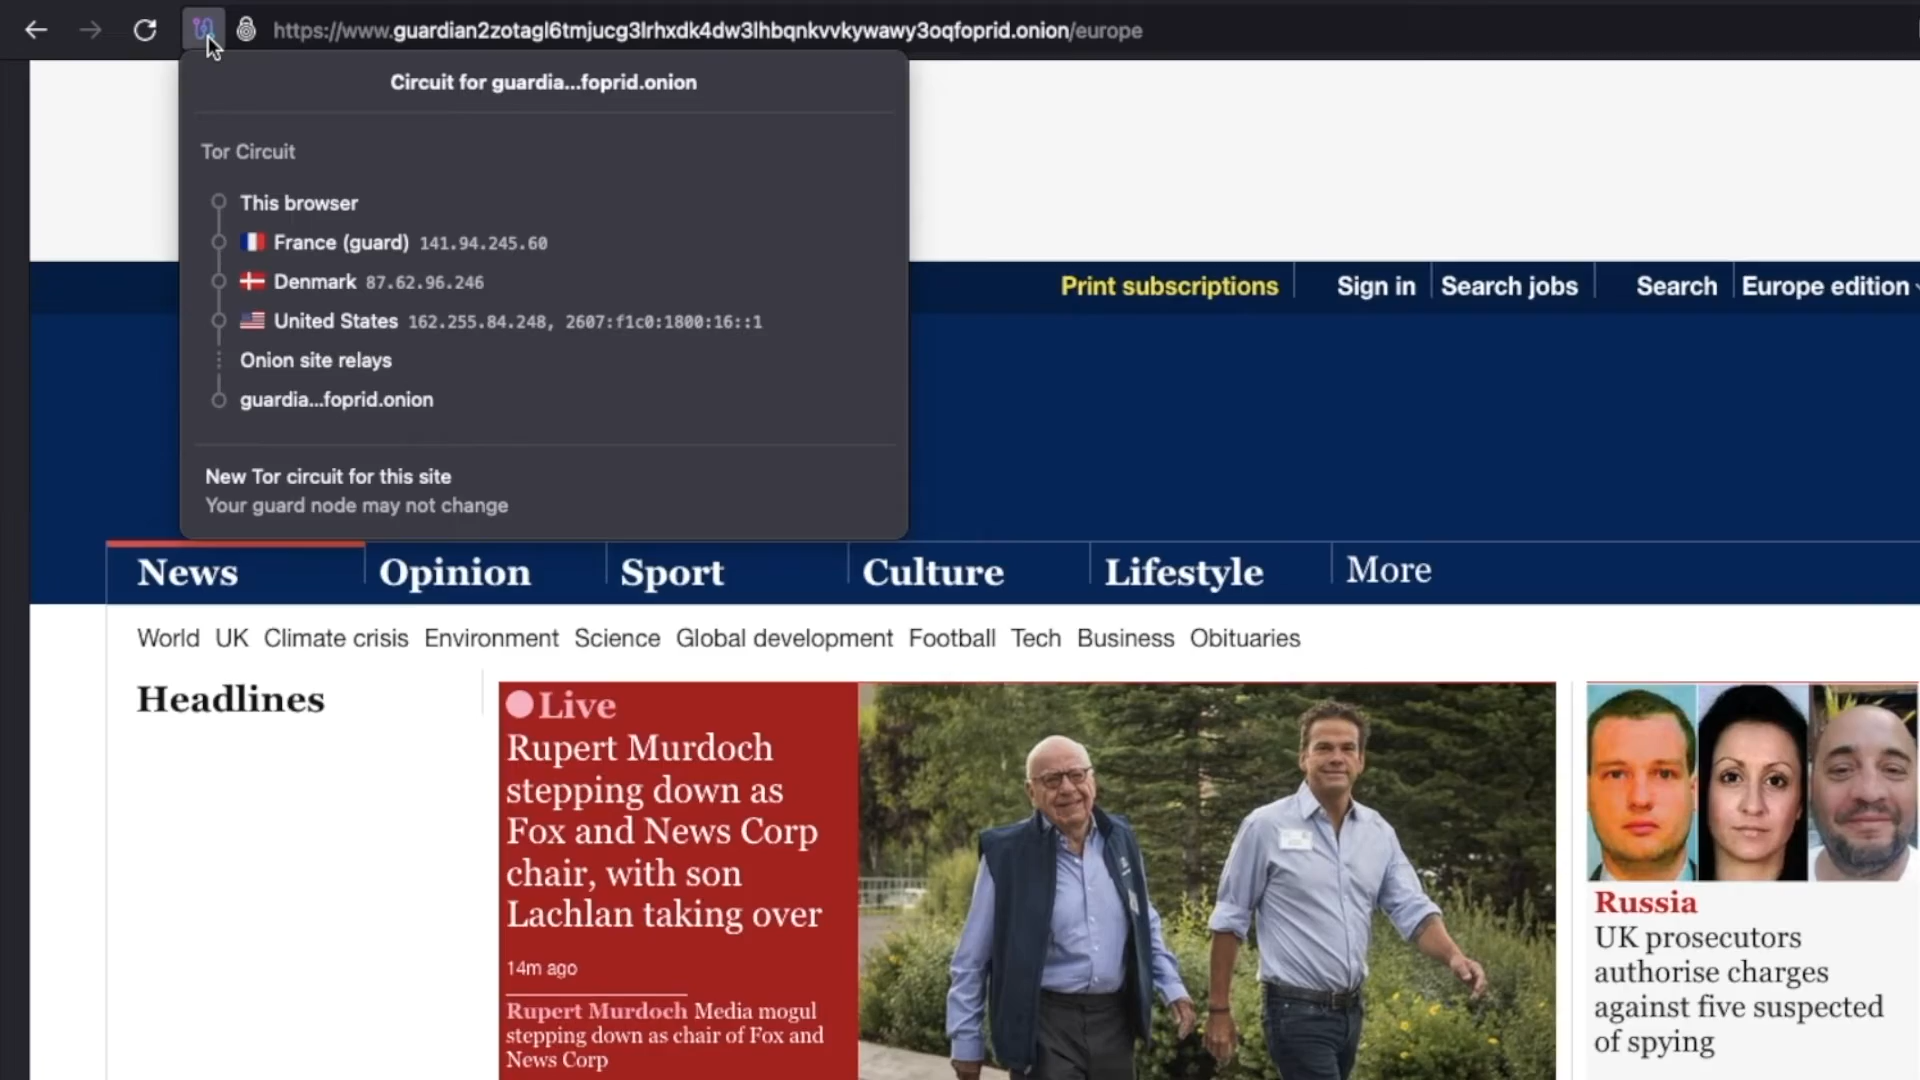 https://www.guardian2zotagl6tmjucg3lrhxdk4dw3lhbqnkvvkywawy3oqfoprid.onion/europe
Circuit for guardia...foprid.onion
Tor Circuit
This browser
France (guard) 141.94.245.60
Denmark 87.62.96.246
United States 162.255.84.248, 2607:f1c0:1800:16::1
Onion site relays
guardia...foprid.onion
New Tor circuit for this site
Your guard node may not change
Print subscriptions
Sign in
Search jobs
Search
Europe edition
News
Opinion
Sport
Culture
Lifestyle
More
World UK Climate crisis Environment Science Global development Football Tech Business Obituaries
Headlines
Live
Rupert Murdoch
stepping down as
Fox and News Corp
chair, with son
Lachlan taking over
14m ago
Rupert Murdoch Media mogul
stepping down as chair of Fox and
News Corp
Russia
UK prosecutors
authorise charges
against five suspected
of spying